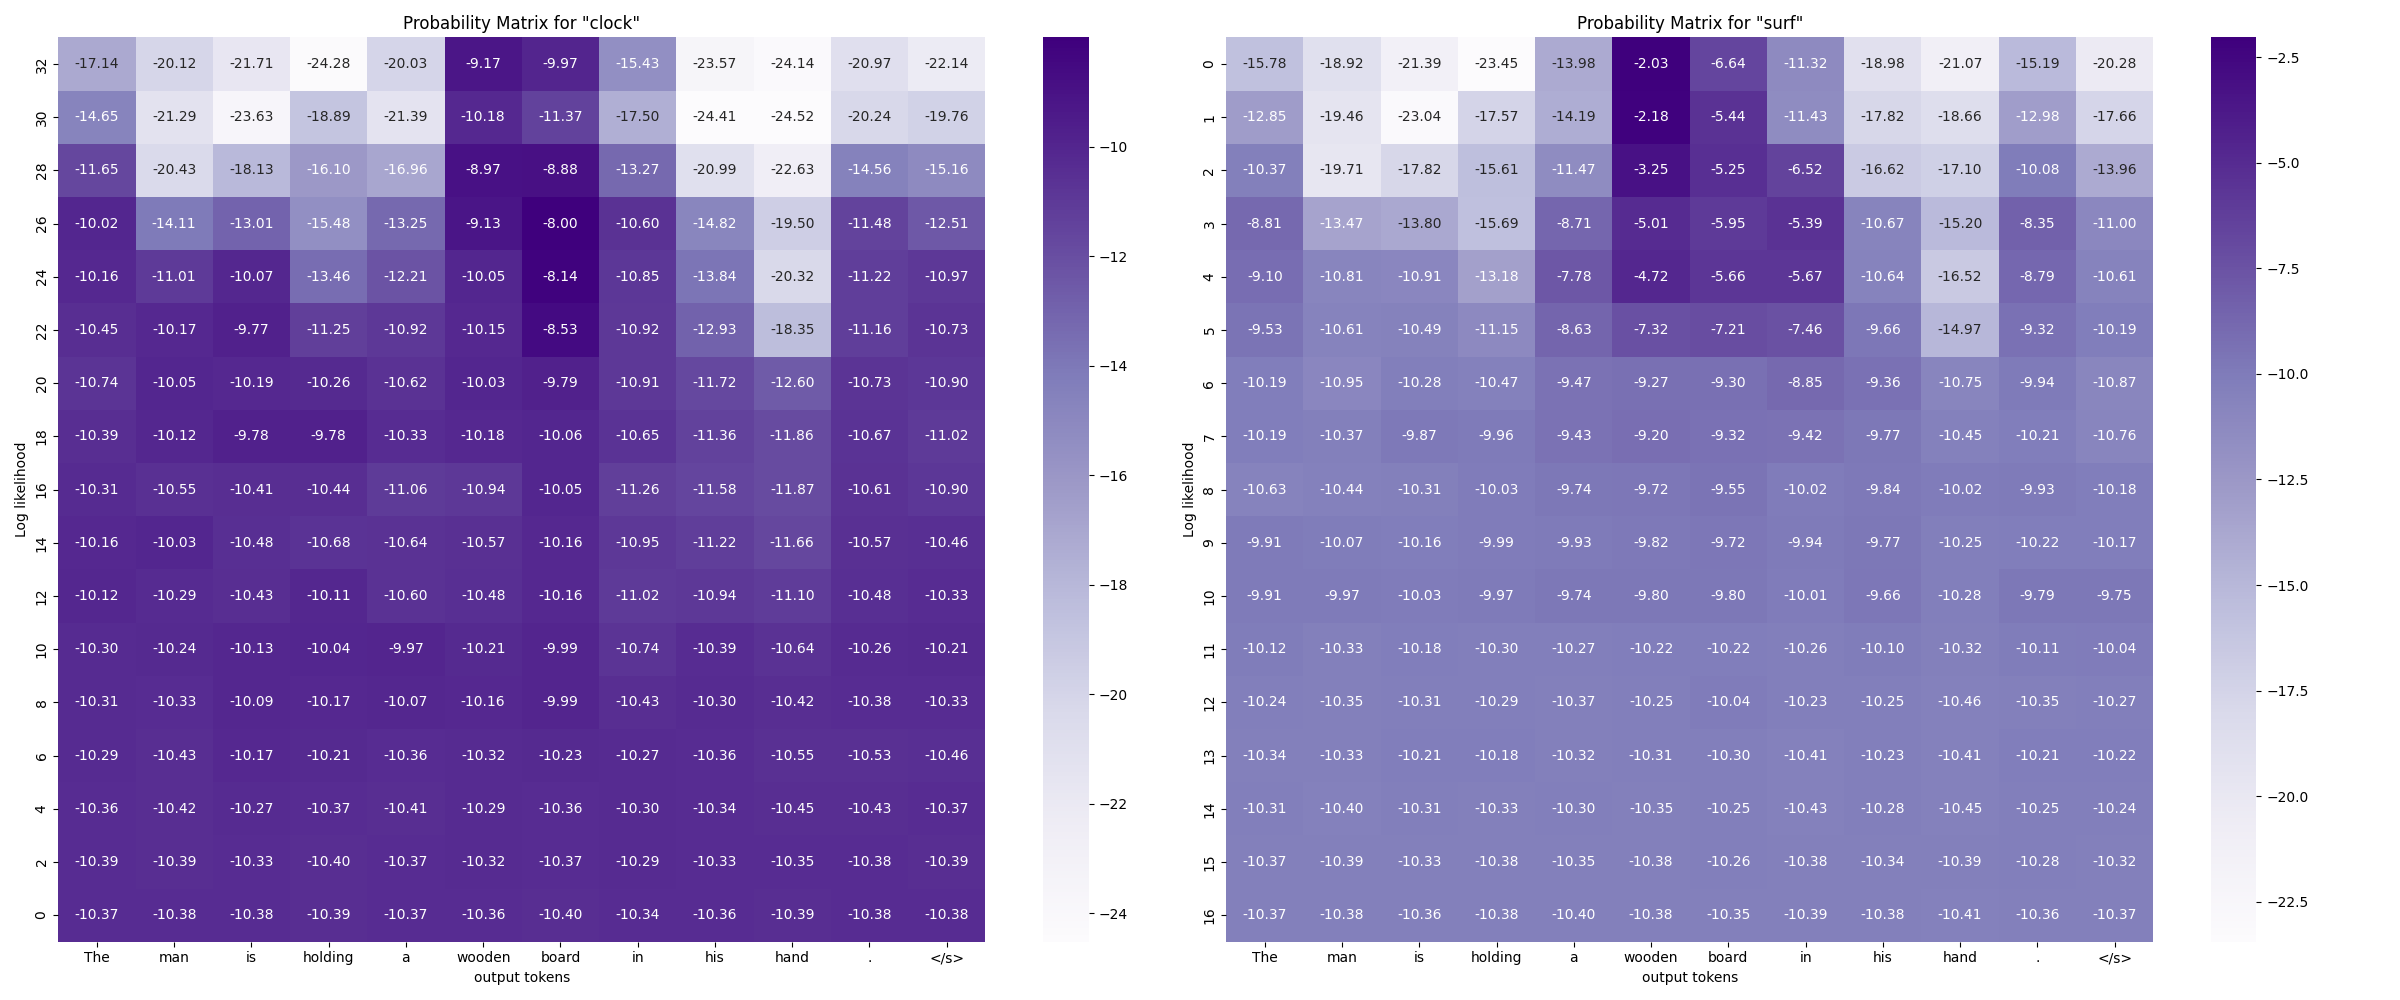 Probability Matrix for "clock"
32 -17.14 -20.12 -21.71 -24.28 -20.03 -9.17 -9.97 -15.43 -23.57 -24.14 -20.97 -22.14
30 -14.65 -21.29 -23.63 -18.89 -21.39 -10.18 -11.37 -17.50 -24.41 -24.52 -20.24 -19.76
28 -11.65 -20.43 -18.13 -16.10 -16.96 -8.97 -8.88 -13.27 -20.99 -22.63 -14.56 -15.16
26 -10.02 -14.11 -13.01 -15.48 -13.25 -9.13 -8.00 -10.60 -14.82 -19.50 -11.48 -12.51
24 -10.16 -11.01 -10.07 -13.46 -12.21 -10.05 -8.14 -10.85 -13.84 -20.32 -11.22 -10.97
22 -10.45 -10.17 -9.77 -11.25 -10.92 -10.15 -8.53 -10.92 -12.93 -18.35 -11.16 -10.73
20 -10.74 -10.05 -10.19 -10.26 -10.62 -10.03 -9.79 -10.91 -11.72 -12.60 -10.73 -10.90
18 -10.39 -10.12 -9.78 -9.78 -10.33 -10.18 -10.06 -10.65 -11.36 -11.86 -10.67 -11.02
16 -10.31 -10.55 -10.41 -10.44 -11.06 -10.94 -10.05 -11.26 -11.58 -11.87 -10.61 -10.90
14 -10.16 -10.03 -10.48 -10.68 -10.64 -10.57 -10.16 -10.95 -11.22 -11.66 -10.57 -10.46
12 -10.12 -10.29 -10.43 -10.11 -10.60 -10.48 -10.16 -11.02 -10.94 -11.10 -10.48 -10.33
10 -10.30 -10.24 -10.13 -10.04 -9.97 -10.21 -9.99 -10.74 -10.39 -10.64 -10.26 -10.21
8 -10.31 -10.33 -10.09 -10.17 -10.07 -10.16 -9.99 -10.43 -10.30 -10.42 -10.38 -10.33
6 -10.29 -10.43 -10.17 -10.21 -10.36 -10.32 -10.23 -10.27 -10.36 -10.55 -10.53 -10.46
4 -10.36 -10.42 -10.27 -10.37 -10.41 -10.29 -10.36 -10.30 -10.34 -10.45 -10.43 -10.37
2 -10.39 -10.39 -10.33 -10.40 -10.37 -10.32 -10.37 -10.29 -10.33 -10.35 -10.38 -10.39
0 -10.37 -10.38 -10.38 -10.39 -10.37 -10.36 -10.40 -10.34 -10.36 -10.39 -10.38 -10.38
The man is holding a wooden board in his hand . </s>
output tokens
Log likelihood
−10
−12
−14
−16
−18
−20
−22
−24
Probability Matrix for "surf"
0 -15.78 -18.92 -21.39 -23.45 -13.98 -2.03 -6.64 -11.32 -18.98 -21.07 -15.19 -20.28
1 -12.85 -19.46 -23.04 -17.57 -14.19 -2.18 -5.44 -11.43 -17.82 -18.66 -12.98 -17.66
2 -10.37 -19.71 -17.82 -15.61 -11.47 -3.25 -5.25 -6.52 -16.62 -17.10 -10.08 -13.96
3 -8.81 -13.47 -13.80 -15.69 -8.71 -5.01 -5.95 -5.39 -10.67 -15.20 -8.35 -11.00
4 -9.10 -10.81 -10.91 -13.18 -7.78 -4.72 -5.66 -5.67 -10.64 -16.52 -8.79 -10.61
5 -9.53 -10.61 -10.49 -11.15 -8.63 -7.32 -7.21 -7.46 -9.66 -14.97 -9.32 -10.19
6 -10.19 -10.95 -10.28 -10.47 -9.47 -9.27 -9.30 -8.85 -9.36 -10.75 -9.94 -10.87
7 -10.19 -10.37 -9.87 -9.96 -9.43 -9.20 -9.32 -9.42 -9.77 -10.45 -10.21 -10.76
8 -10.63 -10.44 -10.31 -10.03 -9.74 -9.72 -9.55 -10.02 -9.84 -10.02 -9.93 -10.18
9 -9.91 -10.07 -10.16 -9.99 -9.93 -9.82 -9.72 -9.94 -9.77 -10.25 -10.22 -10.17
10 -9.91 -9.97 -10.03 -9.97 -9.74 -9.80 -9.80 -10.01 -9.66 -10.28 -9.79 -9.75
11 -10.12 -10.33 -10.18 -10.30 -10.27 -10.22 -10.22 -10.26 -10.10 -10.32 -10.11 -10.04
12 -10.24 -10.35 -10.31 -10.29 -10.37 -10.25 -10.04 -10.23 -10.25 -10.46 -10.35 -10.27
13 -10.34 -10.33 -10.21 -10.18 -10.32 -10.31 -10.30 -10.41 -10.23 -10.41 -10.21 -10.22
14 -10.31 -10.40 -10.31 -10.33 -10.30 -10.35 -10.25 -10.43 -10.28 -10.45 -10.25 -10.24
15 -10.37 -10.39 -10.33 -10.38 -10.35 -10.38 -10.26 -10.38 -10.34 -10.39 -10.28 -10.32
16 -10.37 -10.38 -10.36 -10.38 -10.40 -10.38 -10.35 -10.39 -10.38 -10.41 -10.36 -10.37
The man is holding a wooden board in his hand . </s>
output tokens
Log likelihood
−2.5
−5.0
−7.5
−10.0
−12.5
−15.0
−17.5
−20.0
−22.5